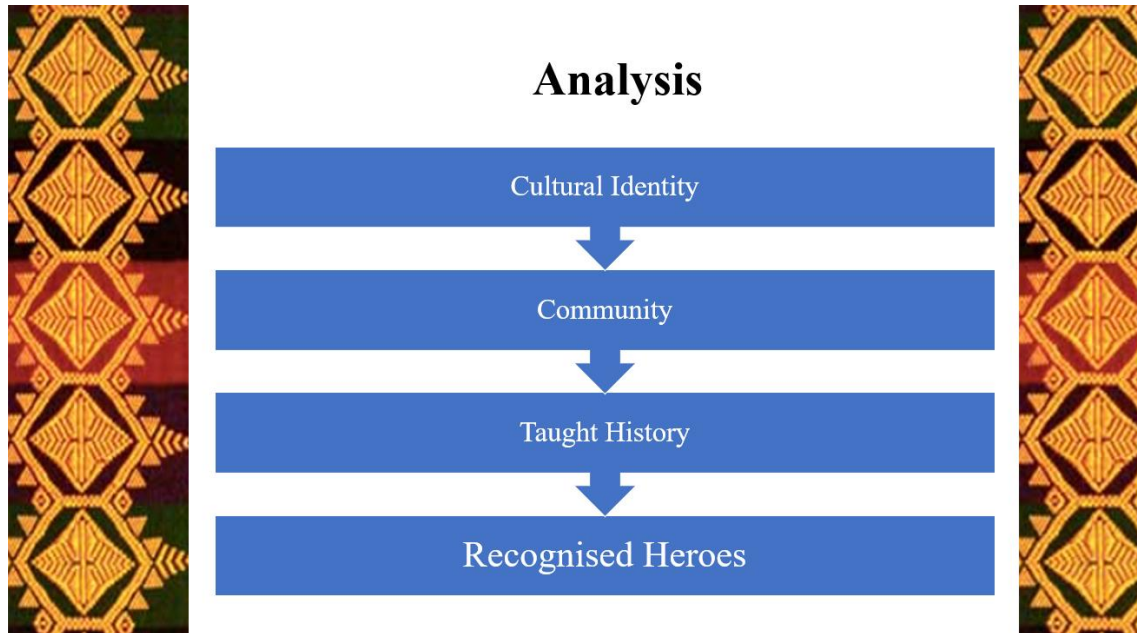 Analysis
Cultural Identity
Community
Taught History
Recognised Heroes